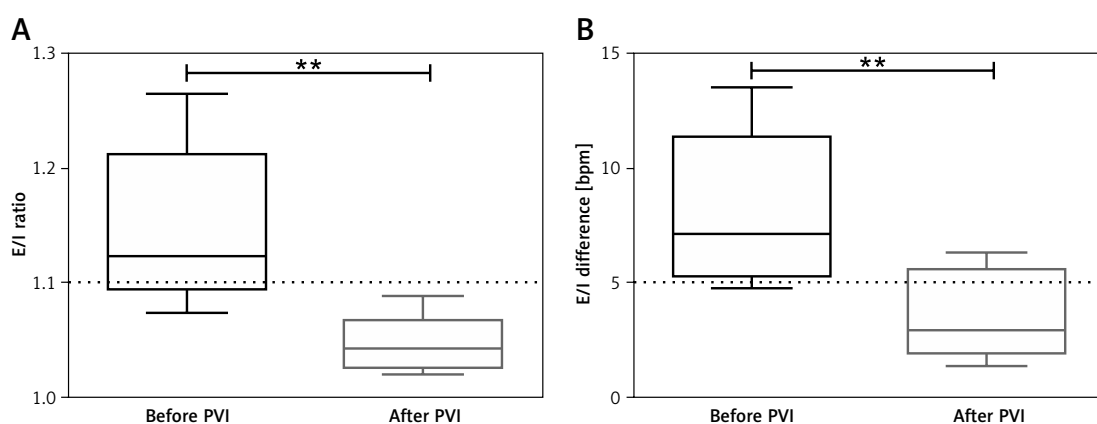 A
1.3
1.2
1.1
1.0
E/I ratio
**
Before PVI
After PVI
B
15
10
5
0
E/I difference [bpm]
**
Before PVI
After PVI